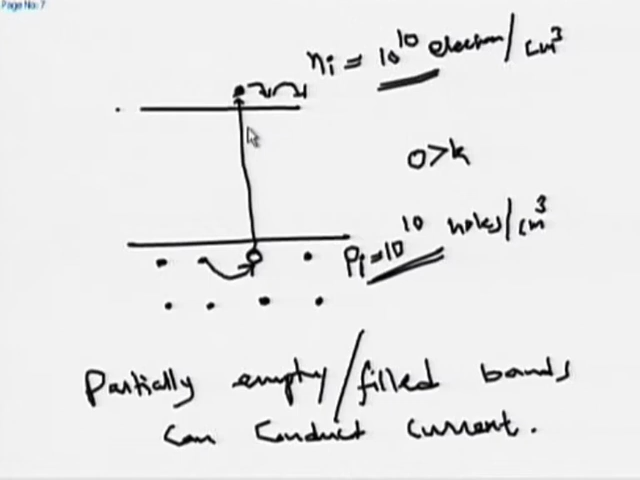 Page No: 7
ni = 10^10 electron/cm^3
0>k
Pi=10^10 holes/cm^3
Partially empty/filled bands
can conduct current.